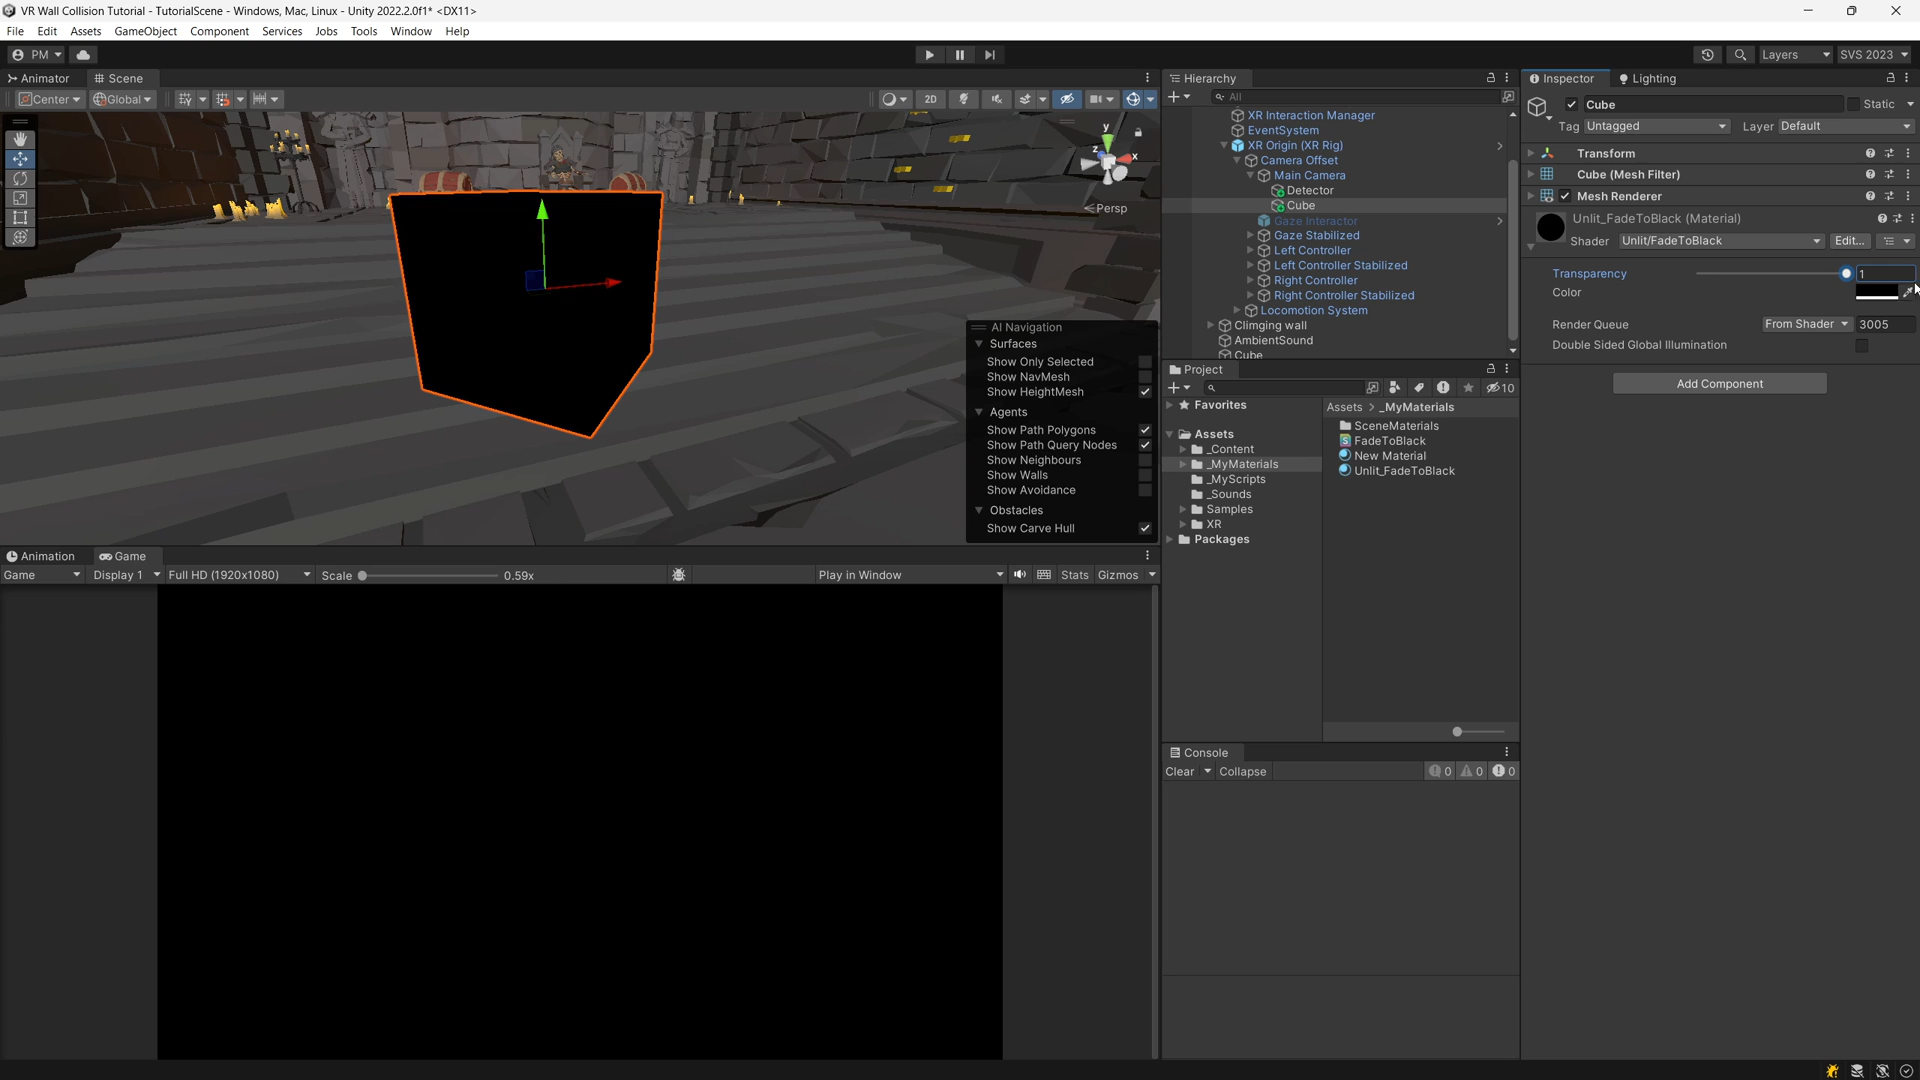 VR Wall Collision Tutorial - TutorialScene - Windows, Mac, Linux - Unity 2022.2.0f1* <DX11>
File Edit Assets GameObject Component Services Jobs Tools Window Help
PM Layers SVS 2023
Animator Scene
Center Global 2D
y
z x
Persp
AI Navigation
Surfaces
Show Only Selected
Show NavMesh
Show HeightMesh
Agents
Show Path Polygons
Show Path Query Nodes
Show Neighbours
Show Walls
Show Avoidance
Obstacles
Show Carve Hull
Animation Game
Game Display 1 Full HD (1920x1080) Scale 0.59x Play in Window Stats Gizmos
Hierarchy
All
XR Interaction Manager
EventSystem
XR Origin (XR Rig)
Camera Offset
Main Camera
Detector
Cube
Gaze Interactor
Gaze Stabilized
Left Controller
Left Controller Stabilized
Right Controller
Right Controller Stabilized
Locomotion System
Climging wall
AmbientSound
Cube
Project
10
Favorites
Assets
_Content
_MyMaterials
_MyScripts
_Sounds
Samples
XR
Packages
Assets > _MyMaterials
SceneMaterials
FadeToBlack
New Material
Unlit_FadeToBlack
Console
Clear Collapse 0 0 0
Inspector Lighting
Cube Static
Tag Untagged Layer Default
Transform
Cube (Mesh Filter)
Mesh Renderer
Unlit_FadeToBlack (Material)
Shader Unlit/FadeToBlack Edit...
Transparency 1
Color
Render Queue From Shader 3005
Double Sided Global Illumination
Add Component